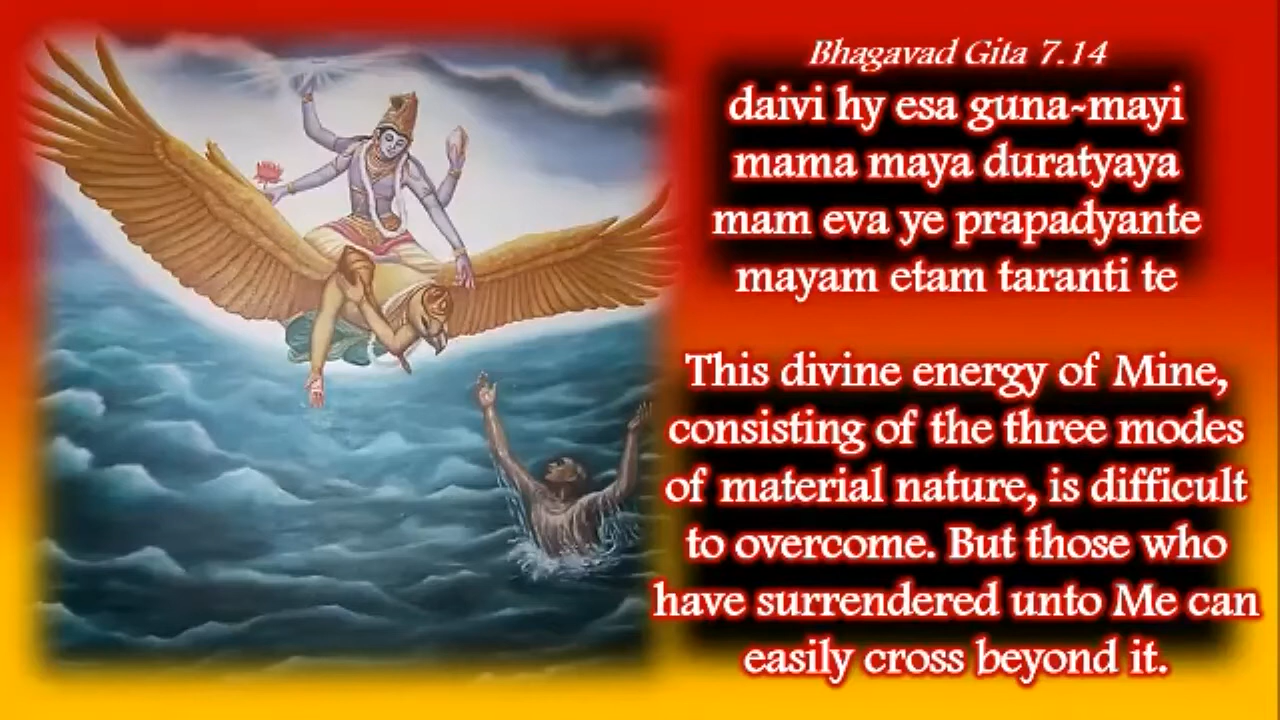 Bhagavad Gita 7.14
daivi hy esa guna-mayi
mama maya duratyaya
mam eva ye prapadyante
mayam etam taranti te
This divine energy of Mine,
consisting of the three modes
of material nature, is difficult
to overcome. But those who
have surrendered unto Me can
easily cross beyond it.